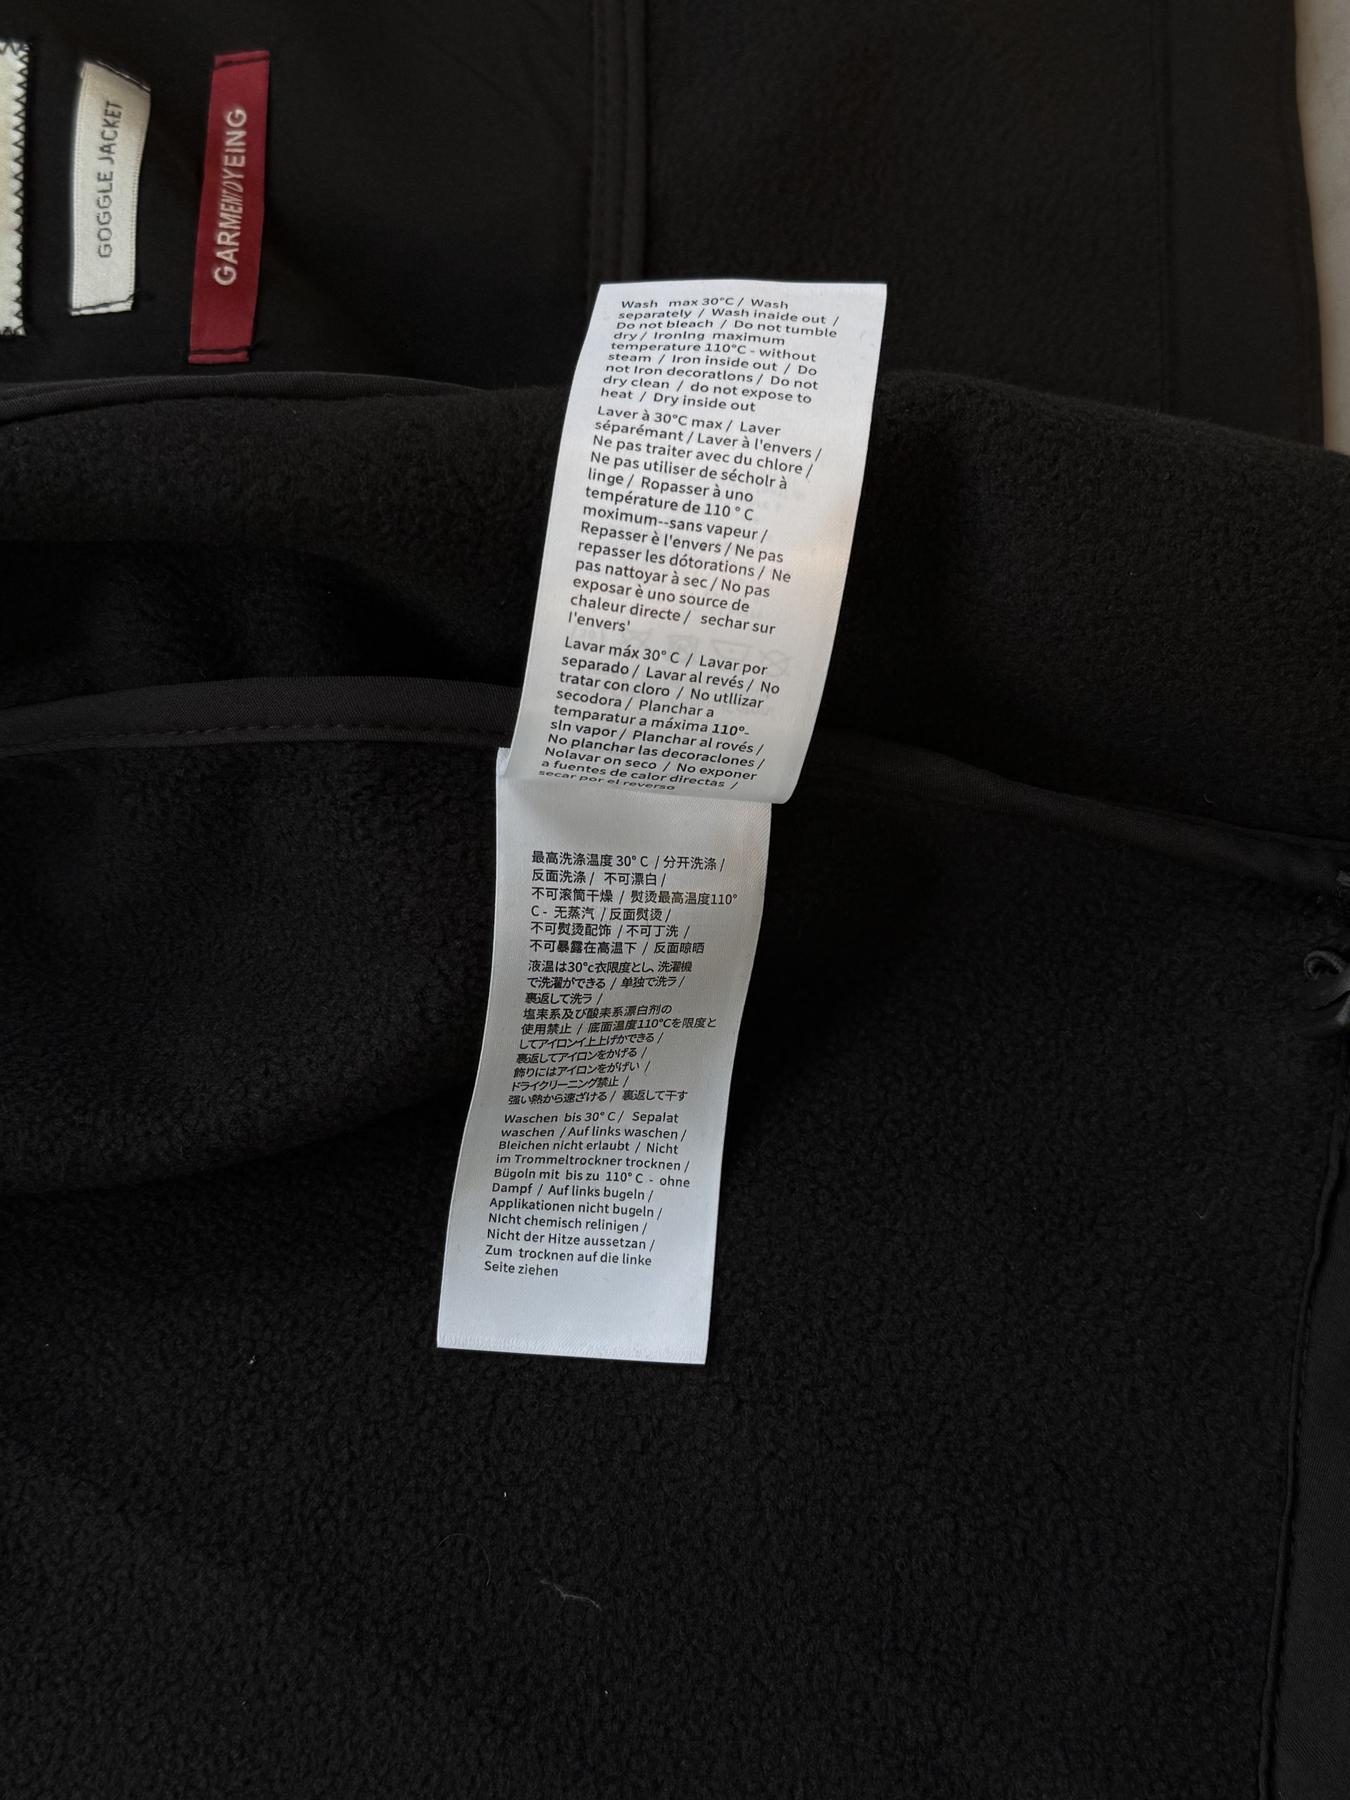 GOGGLE JACKET
GARMENTDYEING
Wash max 30°C / Wash
separately / Wash inaide out /
Do not bleach / Do not tumble
dry / Ironing maximum
temperature 110°C - without
steam / Iron inside out / Do
not Iron decorations / Do not
dry clean / do not expose to
heat / Dry inside out
Laver à 30°C max / Laver
séparémant / Laver à l'envers /
Ne pas traiter avec du chlore /
Ne pas utiliser de sécholr à
linge / Ropasser à uno
température de 110 ° C
moximum--sans vapeur /
Repasser è l'envers / Ne pas
repasser les dótorations / Ne
pas nattoyar à sec / No pas
exposar è uno source de
chaleur directe / sechar sur
l'envers'
Lavar máx 30° C / Lavar por
separado / Lavar al revés / No
tratar con cloro / No utllizar
secodora / Planchar a
temparatur a máxima 110°-
sln vapor / Planchar al rovés /
No planchar las decoraclones /
Nolavar on seco / No exponer
a fuentes de calor directas /
secar por el reverso
最高洗涤温度 30° C / 分开洗涤 /
反面洗涤 / 不可漂白 /
不可滚筒干燥 / 熨烫最高温度110°
C - 无蒸汽 / 反面熨烫 /
不可熨烫配饰 / 不可丁洗 /
不可暴露在高温下 / 反面晾晒
液温は30°c衣限度とし、洗濯機
で洗濯ができる / 単独で洗ラ /
裏返して洗ラ /
塩素系及び酸素系漂白剤の
使用禁止 / 底面温度110°Cを限度と
してアイロンイ上上げができる /
裏返してアイロンをかげる /
飾りにはアイロンをがげい /
ドライクリーニング禁止 /
強い熱から速ざける / 裏返して干す
Waschen bis 30° C / Sepalat
waschen / Auf links waschen /
Bleichen nicht erlaubt / Nicht
im Trommeltrockner trocknen /
Bügoln mit bis zu 110° C - ohne
Dampf / Auf links bugeln /
Applikationen nicht bugeln /
NIcht chemisch relinigen /
Nicht der Hitze aussetzan /
Zum trocknen auf die linke
Seite ziehen